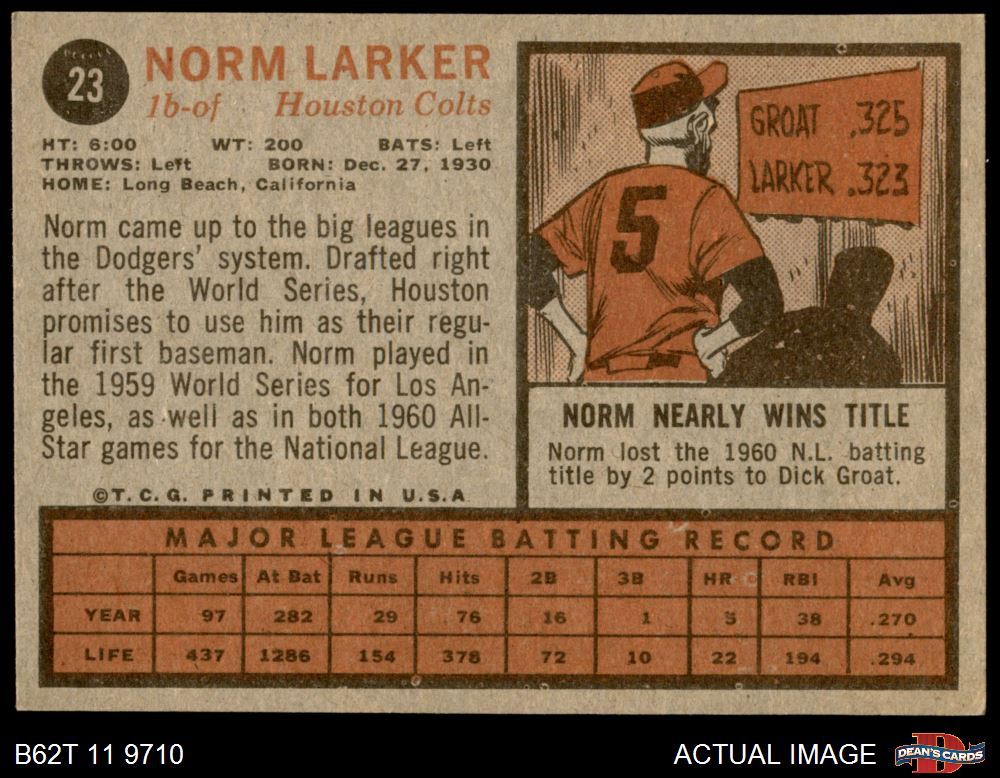 23
NORM LARKER
1b-of Houston Colts
HT: 6:00 WT: 200 BATS: Left
THROWS: Left BORN: Dec. 27, 1930
HOME: Long Beach, California
Norm came up to the big leagues in
the Dodgers' system. Drafted right
after the World Series, Houston
promises to use him as their regu-
lar first baseman. Norm played in
the 1959 World Series for Los An-
geles, as well as in both 1960 All-
Star games for the National League.
©T.C.G. PRINTED IN U.S.A
GROAT .325
LARKER .323
5
NORM NEARLY WINS TITLE
Norm lost the 1960 N.L. batting
title by 2 points to Dick Groat.
MAJOR LEAGUE BATTING RECORD
Games At Bat Runs Hits 2B 3B HR RBI Avg
YEAR 97 282 29 76 16 1 5 38 .270
LIFE 437 1286 154 378 72 10 22 194 .294
B62T 11 9710
ACTUAL IMAGE
DEAN'S CARDS